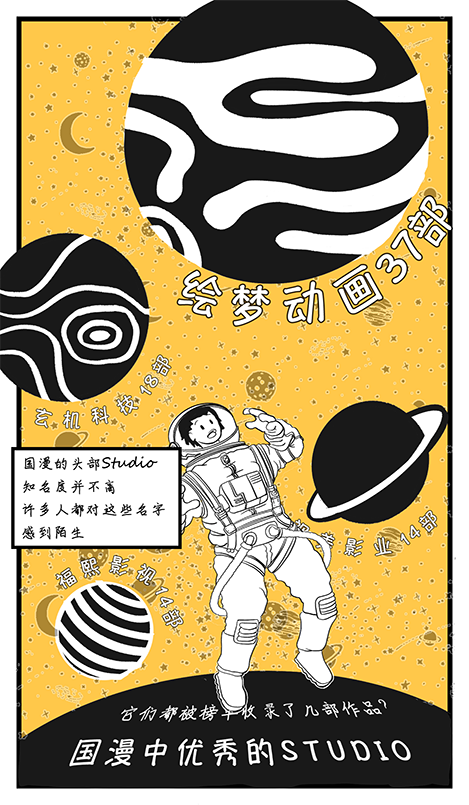 绘梦动画37部
玄机科技18部
国漫的头部Studio
知名度并不高
许多人都对这些名字
感到陌生
影业14部
福熙影视14部
它们都被榜单收录了几部作品?
国漫中优秀的STUDIO